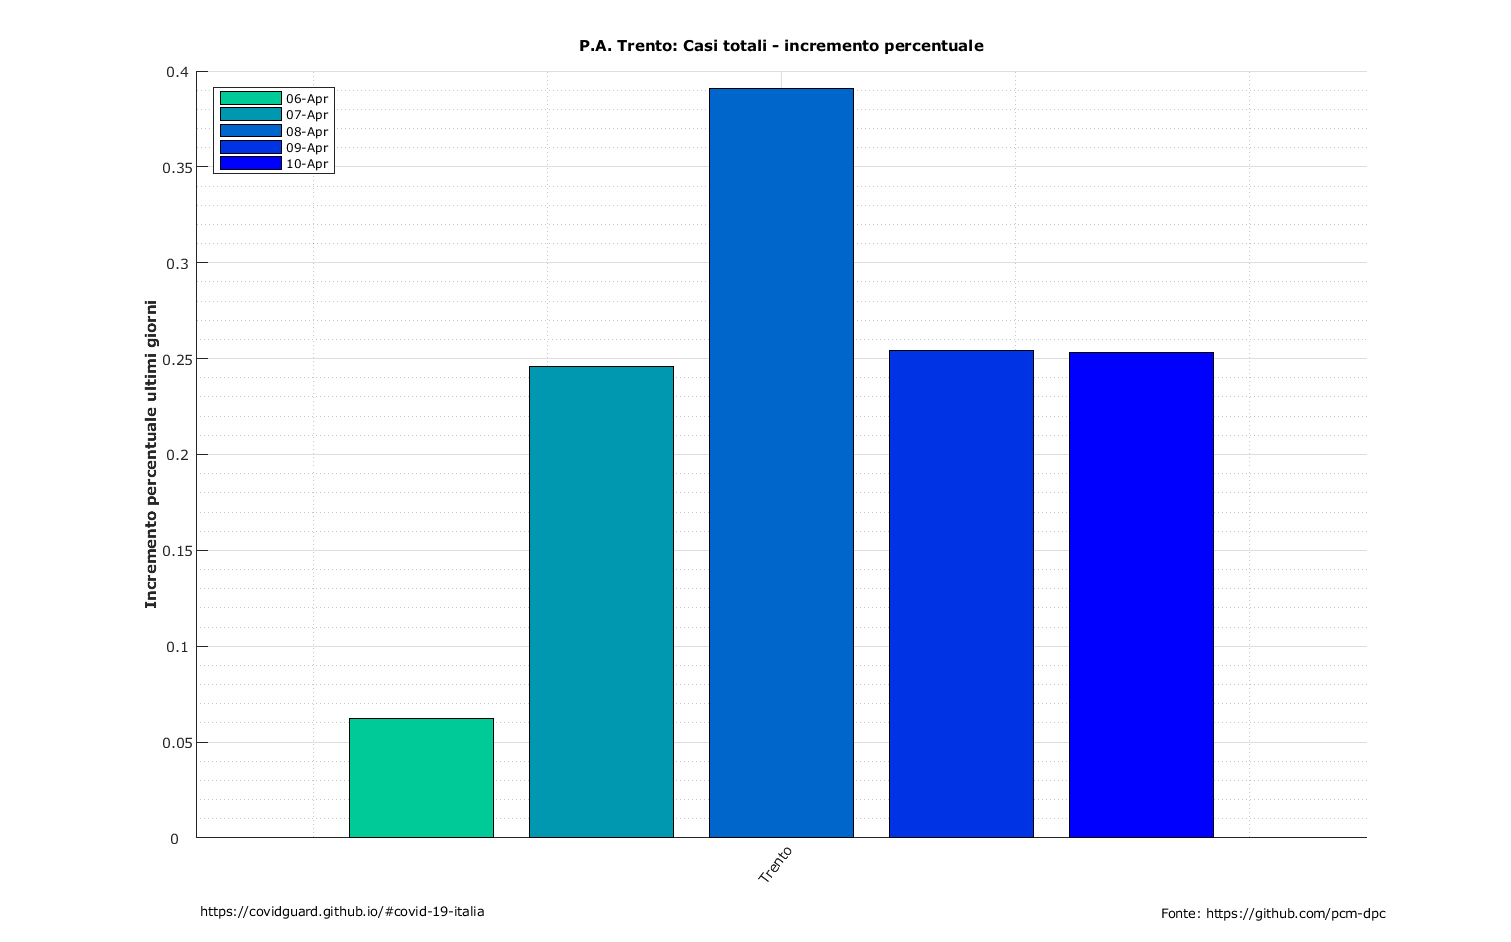 P.A. Trento: Casi totali - incremento percentuale
Incremento percentuale ultimi giorni
0.4
0.35
0.3
0.25
0.2
0.15
0.1
0.05
0
06-Apr
07-Apr
08-Apr
09-Apr
10-Apr
Trento
https://covidguard.github.io/#covid-19-italia
Fonte: https://github.com/pcm-dpc